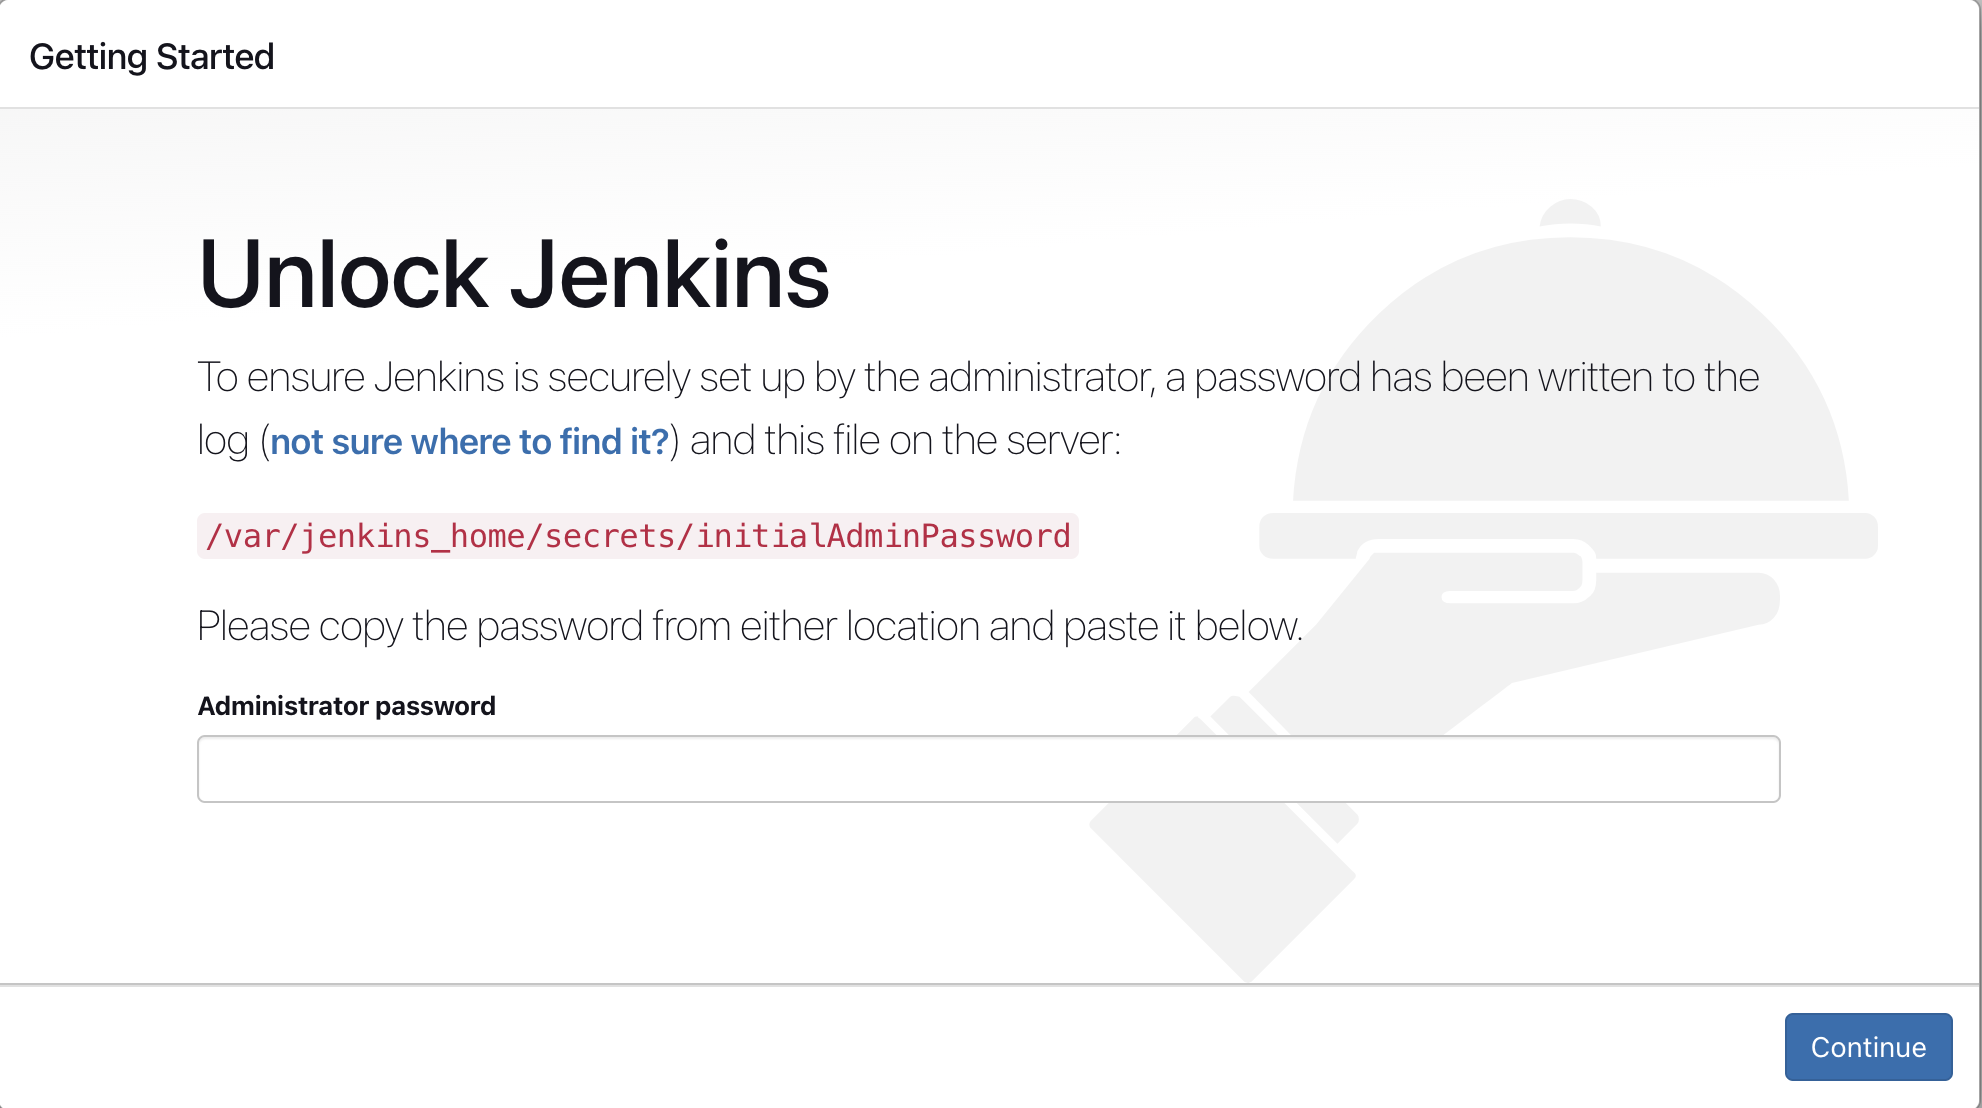 Getting Started
Unlock Jenkins
To ensure Jenkins is securely set up by the administrator, a password has been written to the
log (not sure where to find it?) and this file on the server:
/var/jenkins_home/secrets/initialAdminPassword
Please copy the password from either location and paste it below.
Administrator password
Continue